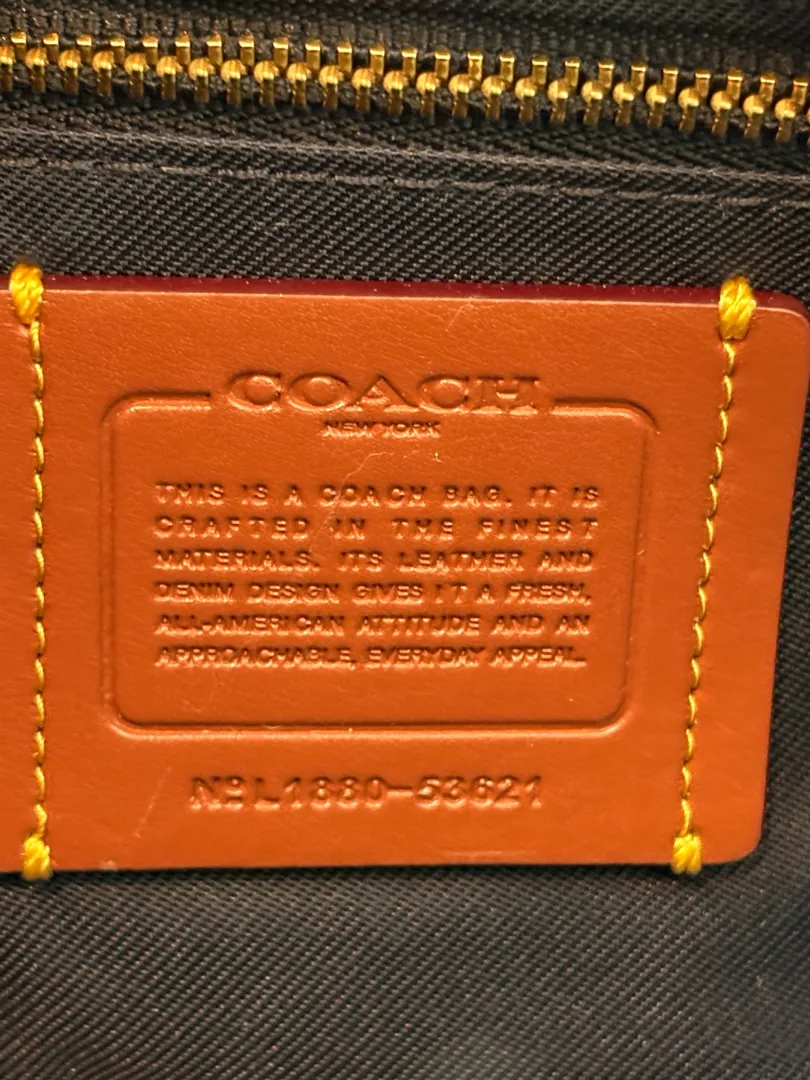 COACH
NEW YORK
THIS IS A COACH BAG. IT IS
CRAFTED IN THE FINEST
MATERIALS. ITS LEATHER AND
DENIM DESIGN GIVES IT A FRESH,
ALL-AMERICAN ATTITUDE AND AN
APPROACHABLE, EVERYDAY APPEAL.
Nº L1880-53621